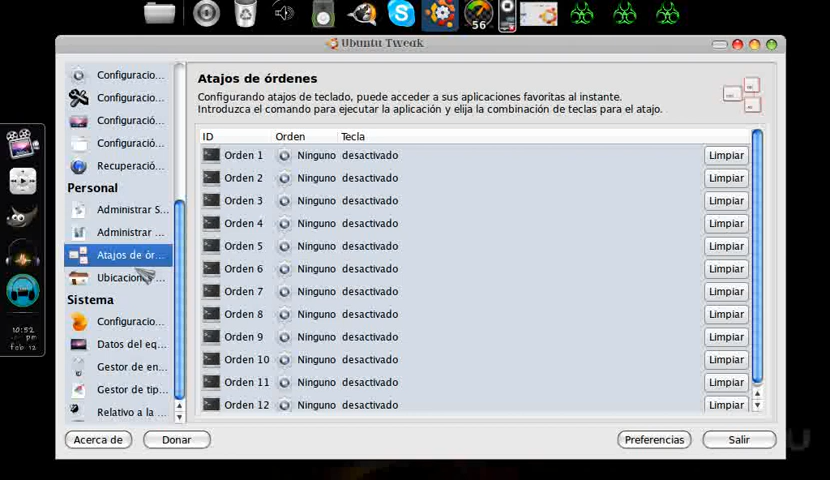 56
Ubuntu Tweak
Configuracio...
Configuracio...
Configuració...
Configuració...
Recuperació...
Personal
Administrar S...
Administrar ...
Atajos de ór...
Ubicacion ...
Sistema
Configuracio...
Datos del eq...
Gestor de en...
Gestor de tip...
Relativo a la ...
Atajos de órdenes
Configurando atajos de teclado, puede acceder a sus aplicaciones favoritas al instante.
Introduzca el comando para ejecutar la aplicación y elija la combinación de teclas para el atajo.
ID Orden Tecla
Orden 1 Ninguno desactivado Limpiar
Orden 2 Ninguno desactivado Limpiar
Orden 3 Ninguno desactivado Limpiar
Orden 4 Ninguno desactivado Limpiar
Orden 5 Ninguno desactivado Limpiar
Orden 6 Ninguno desactivado Limpiar
Orden 7 Ninguno desactivado Limpiar
Orden 8 Ninguno desactivado Limpiar
Orden 9 Ninguno desactivado Limpiar
Orden 10 Ninguno desactivado Limpiar
Orden 11 Ninguno desactivado Limpiar
Orden 12 Ninguno desactivado Limpiar
Acerca de Donar Preferencias Salir
10:52
pm
feb 12